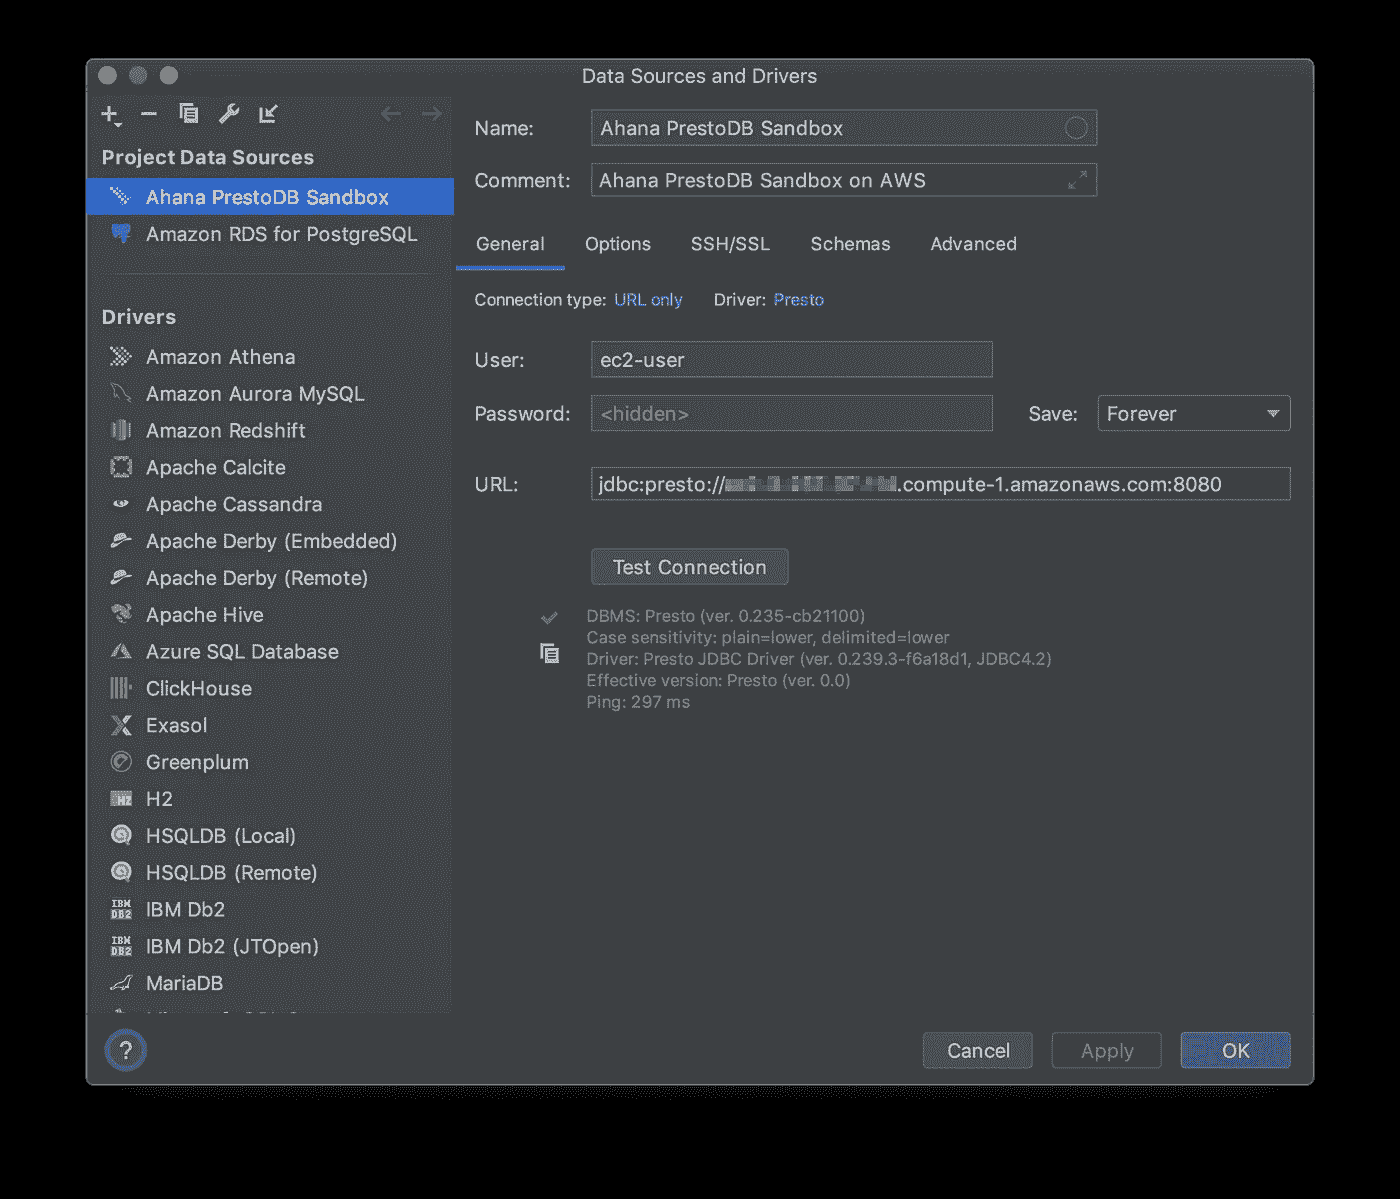 Data Sources and Drivers
Project Data Sources
Ahana PrestoDB Sandbox
Amazon RDS for PostgreSQL
Drivers
Amazon Athena
Amazon Aurora MySQL
Amazon Redshift
Apache Calcite
Apache Cassandra
Apache Derby (Embedded)
Apache Derby (Remote)
Apache Hive
Azure SQL Database
ClickHouse
Exasol
Greenplum
H2
HSQLDB (Local)
HSQLDB (Remote)
IBM Db2
IBM Db2 (JTOpen)
MariaDB
Name: Ahana PrestoDB Sandbox
Comment: Ahana PrestoDB Sandbox on AWS
General Options SSH/SSL Schemas Advanced
Connection type: URL only Driver: Presto
User: ec2-user
Password: <hidden> Save: Forever
URL: jdbc:presto:// .compute-1.amazonaws.com:8080
Test Connection
DBMS: Presto (ver. 0.235-cb21100)
Case sensitivity: plain=lower, delimited=lower
Driver: Presto JDBC Driver (ver. 0.239.3-f6a18d1, JDBC4.2)
Effective version: Presto (ver. 0.0)
Ping: 297 ms
? Cancel Apply OK